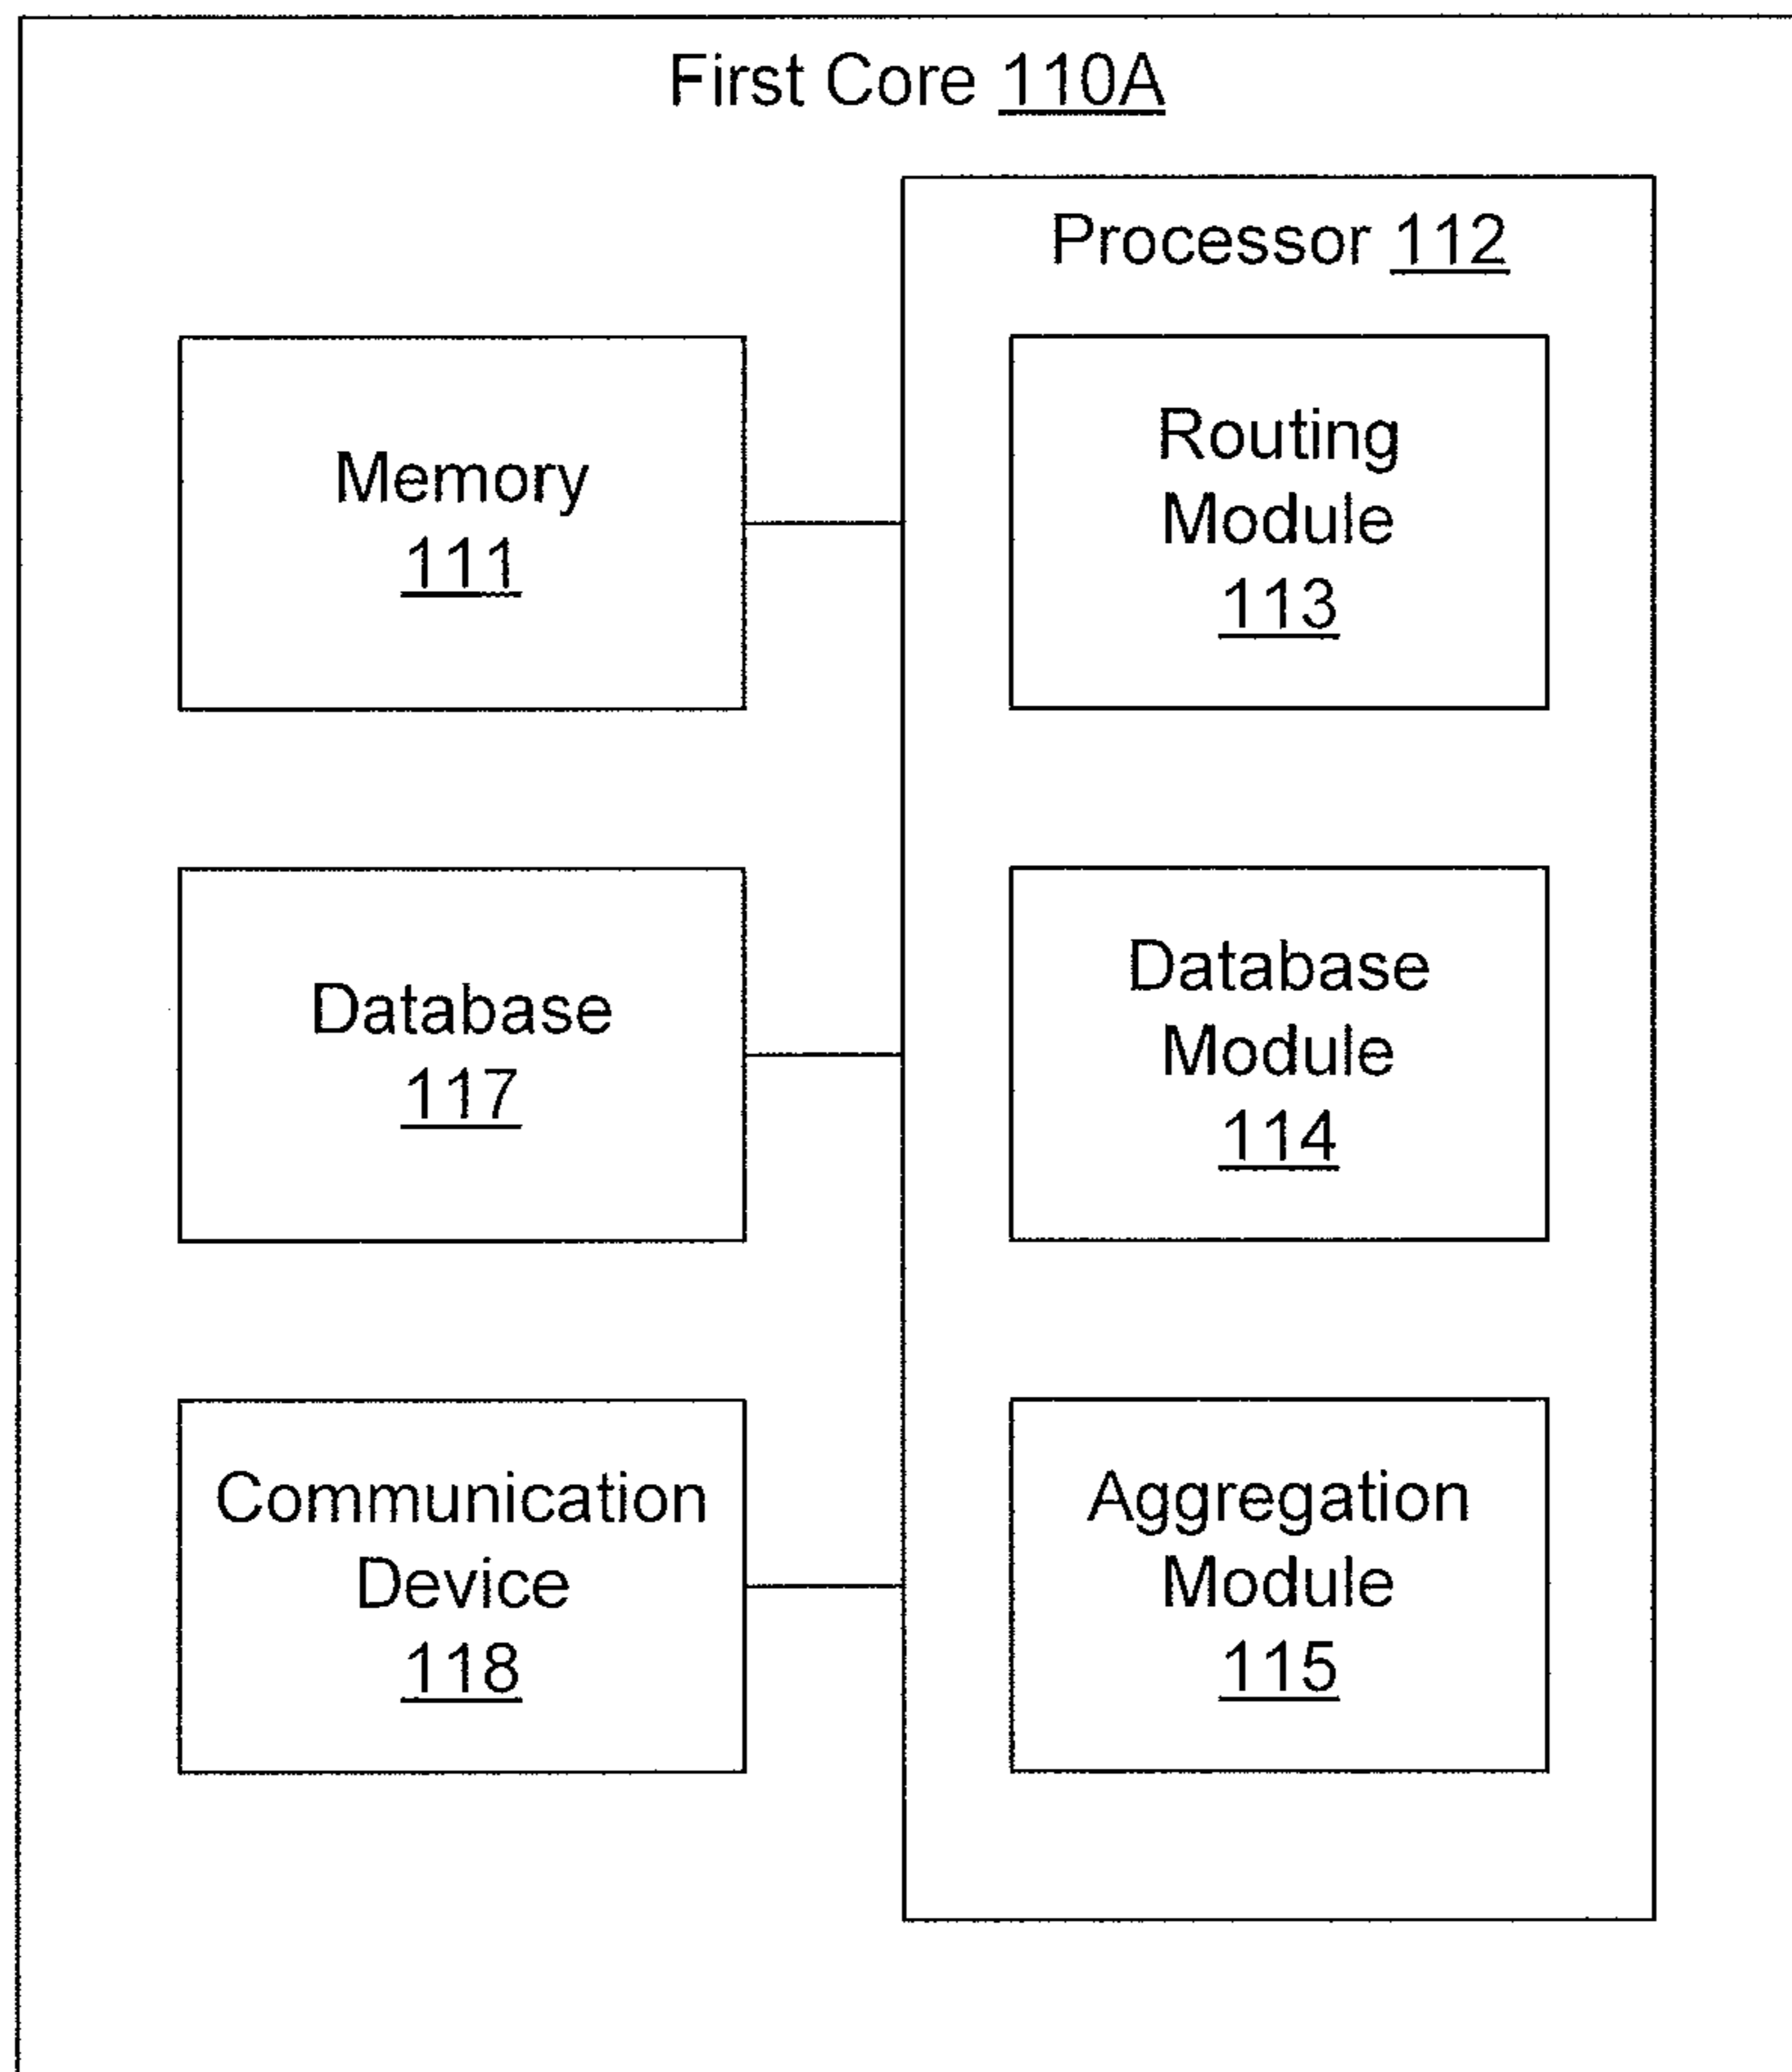 First Core 110A
Processor 112
Memory
111
Routing
Module
113
Database
117
Database
Module
114
Communication
Device
118
Aggregation
Module
115